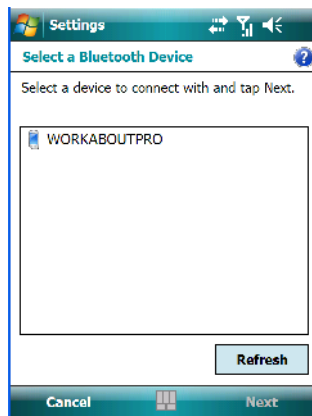 Settings
Select a Bluetooth Device
Select a device to connect with and tap Next.
WORKABOUTPRO
Refresh
Cancel Next